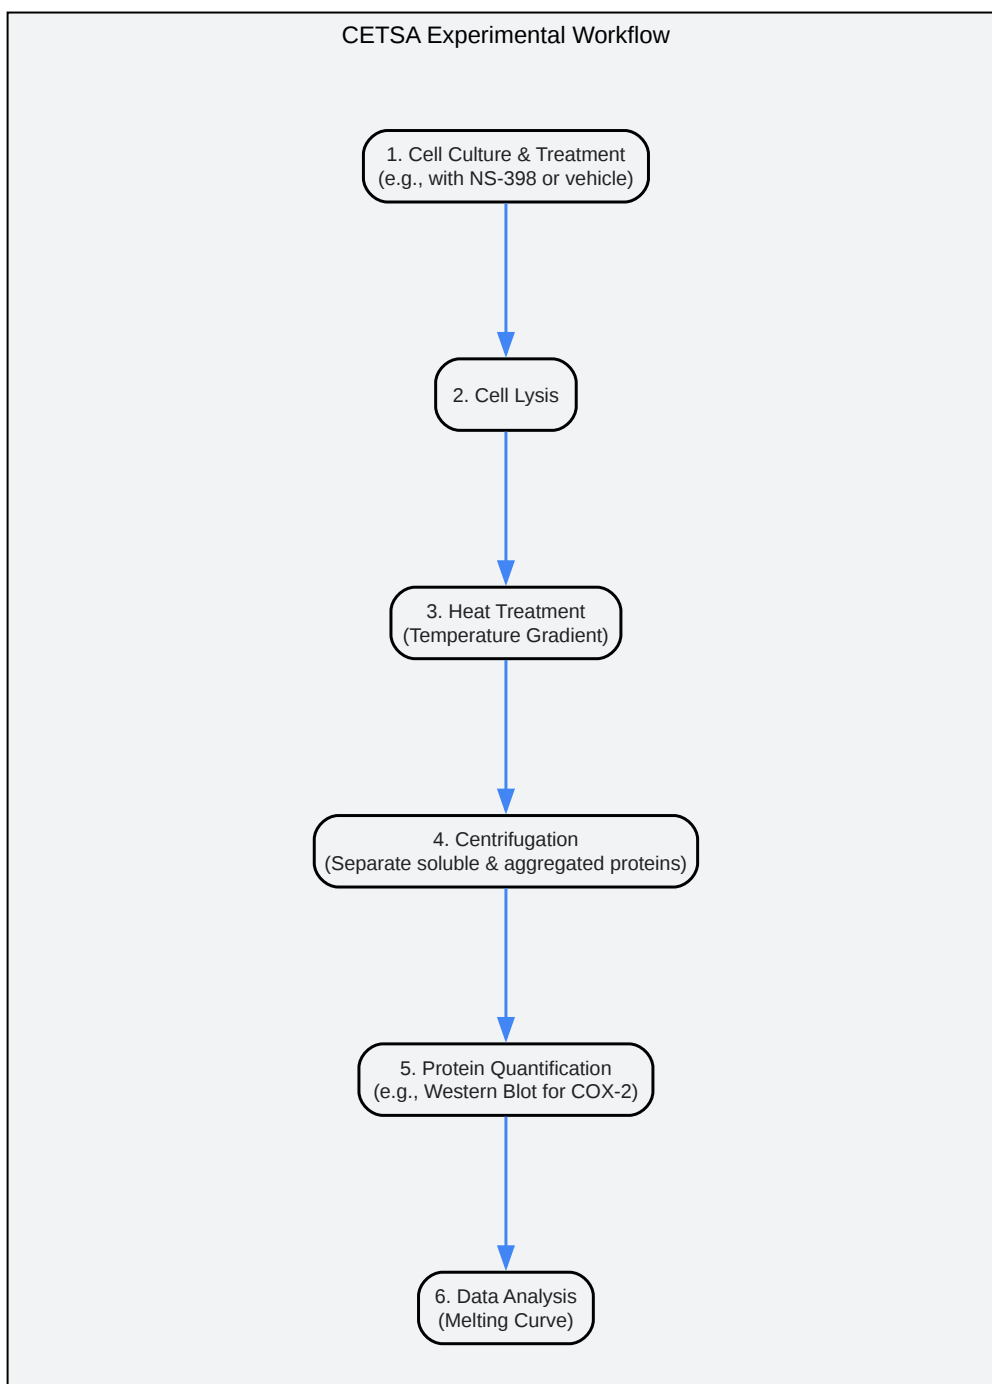 CETSA Experimental Workflow
1. Cell Culture & Treatment
(e.g., with NS-398 or vehicle)
2. Cell Lysis
3. Heat Treatment
(Temperature Gradient)
4. Centrifugation
(Separate soluble & aggregated proteins)
5. Protein Quantification
(e.g., Western Blot for COX-2)
6. Data Analysis
(Melting Curve)